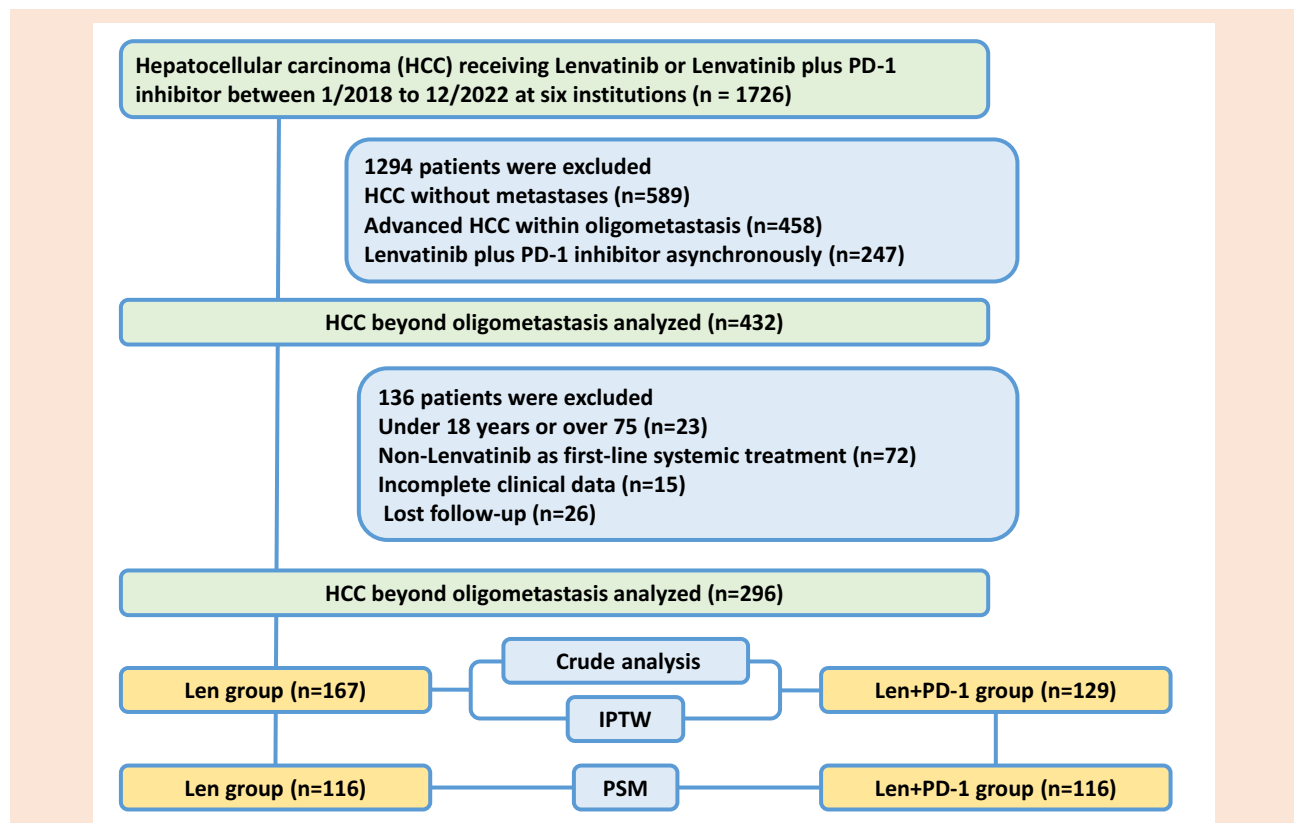 Hepatocellular carcinoma (HCC) receiving Lenvatinib or Lenvatinib plus PD-1
inhibitor between 1/2018 to 12/2022 at six institutions (n = 1726)
1294 patients were excluded
HCC without metastases (n=589)
Advanced HCC within oligometastasis (n=458)
Lenvatinib plus PD-1 inhibitor asynchronously (n=247)
HCC beyond oligometastasis analyzed (n=432)
136 patients were excluded
Under 18 years or over 75 (n=23)
Non-Lenvatinib as first-line systemic treatment (n=72)
Incomplete clinical data (n=15)
Lost follow-up (n=26)
HCC beyond oligometastasis analyzed (n=296)
Crude analysis
Len group (n=167)
Len+PD-1 group (n=129)
IPTW
Len group (n=116)
PSM
Len+PD-1 group (n=116)